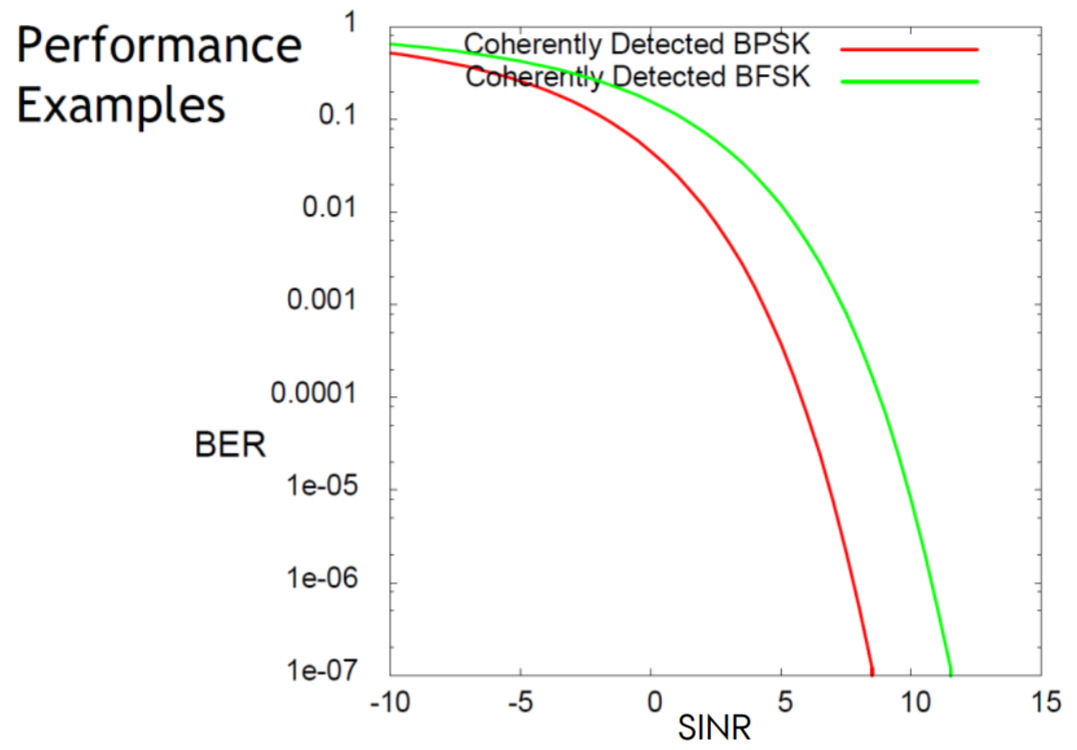 Performance
Examples
Coherently Detected BPSK
Coherently Detected BFSK
1
0.1
0.01
0.001
0.0001
BER
1e-05
1e-06
1e-07
-10 -5 0 5 10 15
SINR